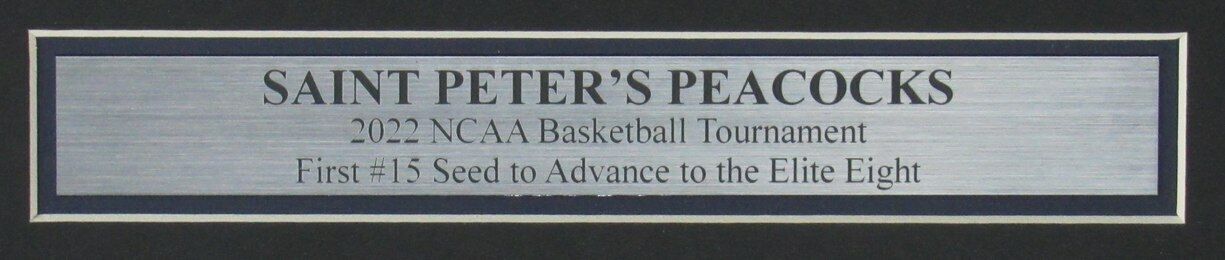 SAINT PETER’S PEACOCKS
2022 NCAA Basketball Tournament
First #15 Seed to Advance to the Elite Eight